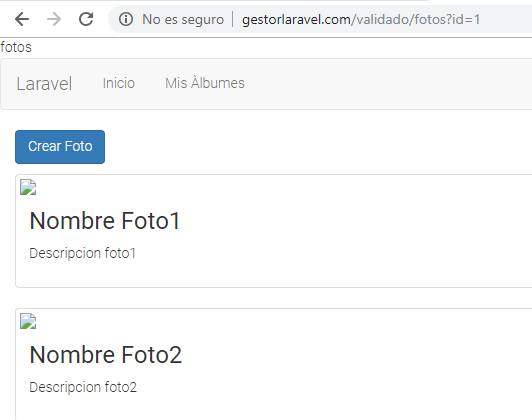 No es seguro | gestorlaravel.com/validado/fotos?id=1
fotos
Laravel Inicio Mis Àlbumes
Crear Foto
Nombre Foto1
Descripcion foto1
Nombre Foto2
Descripcion foto2